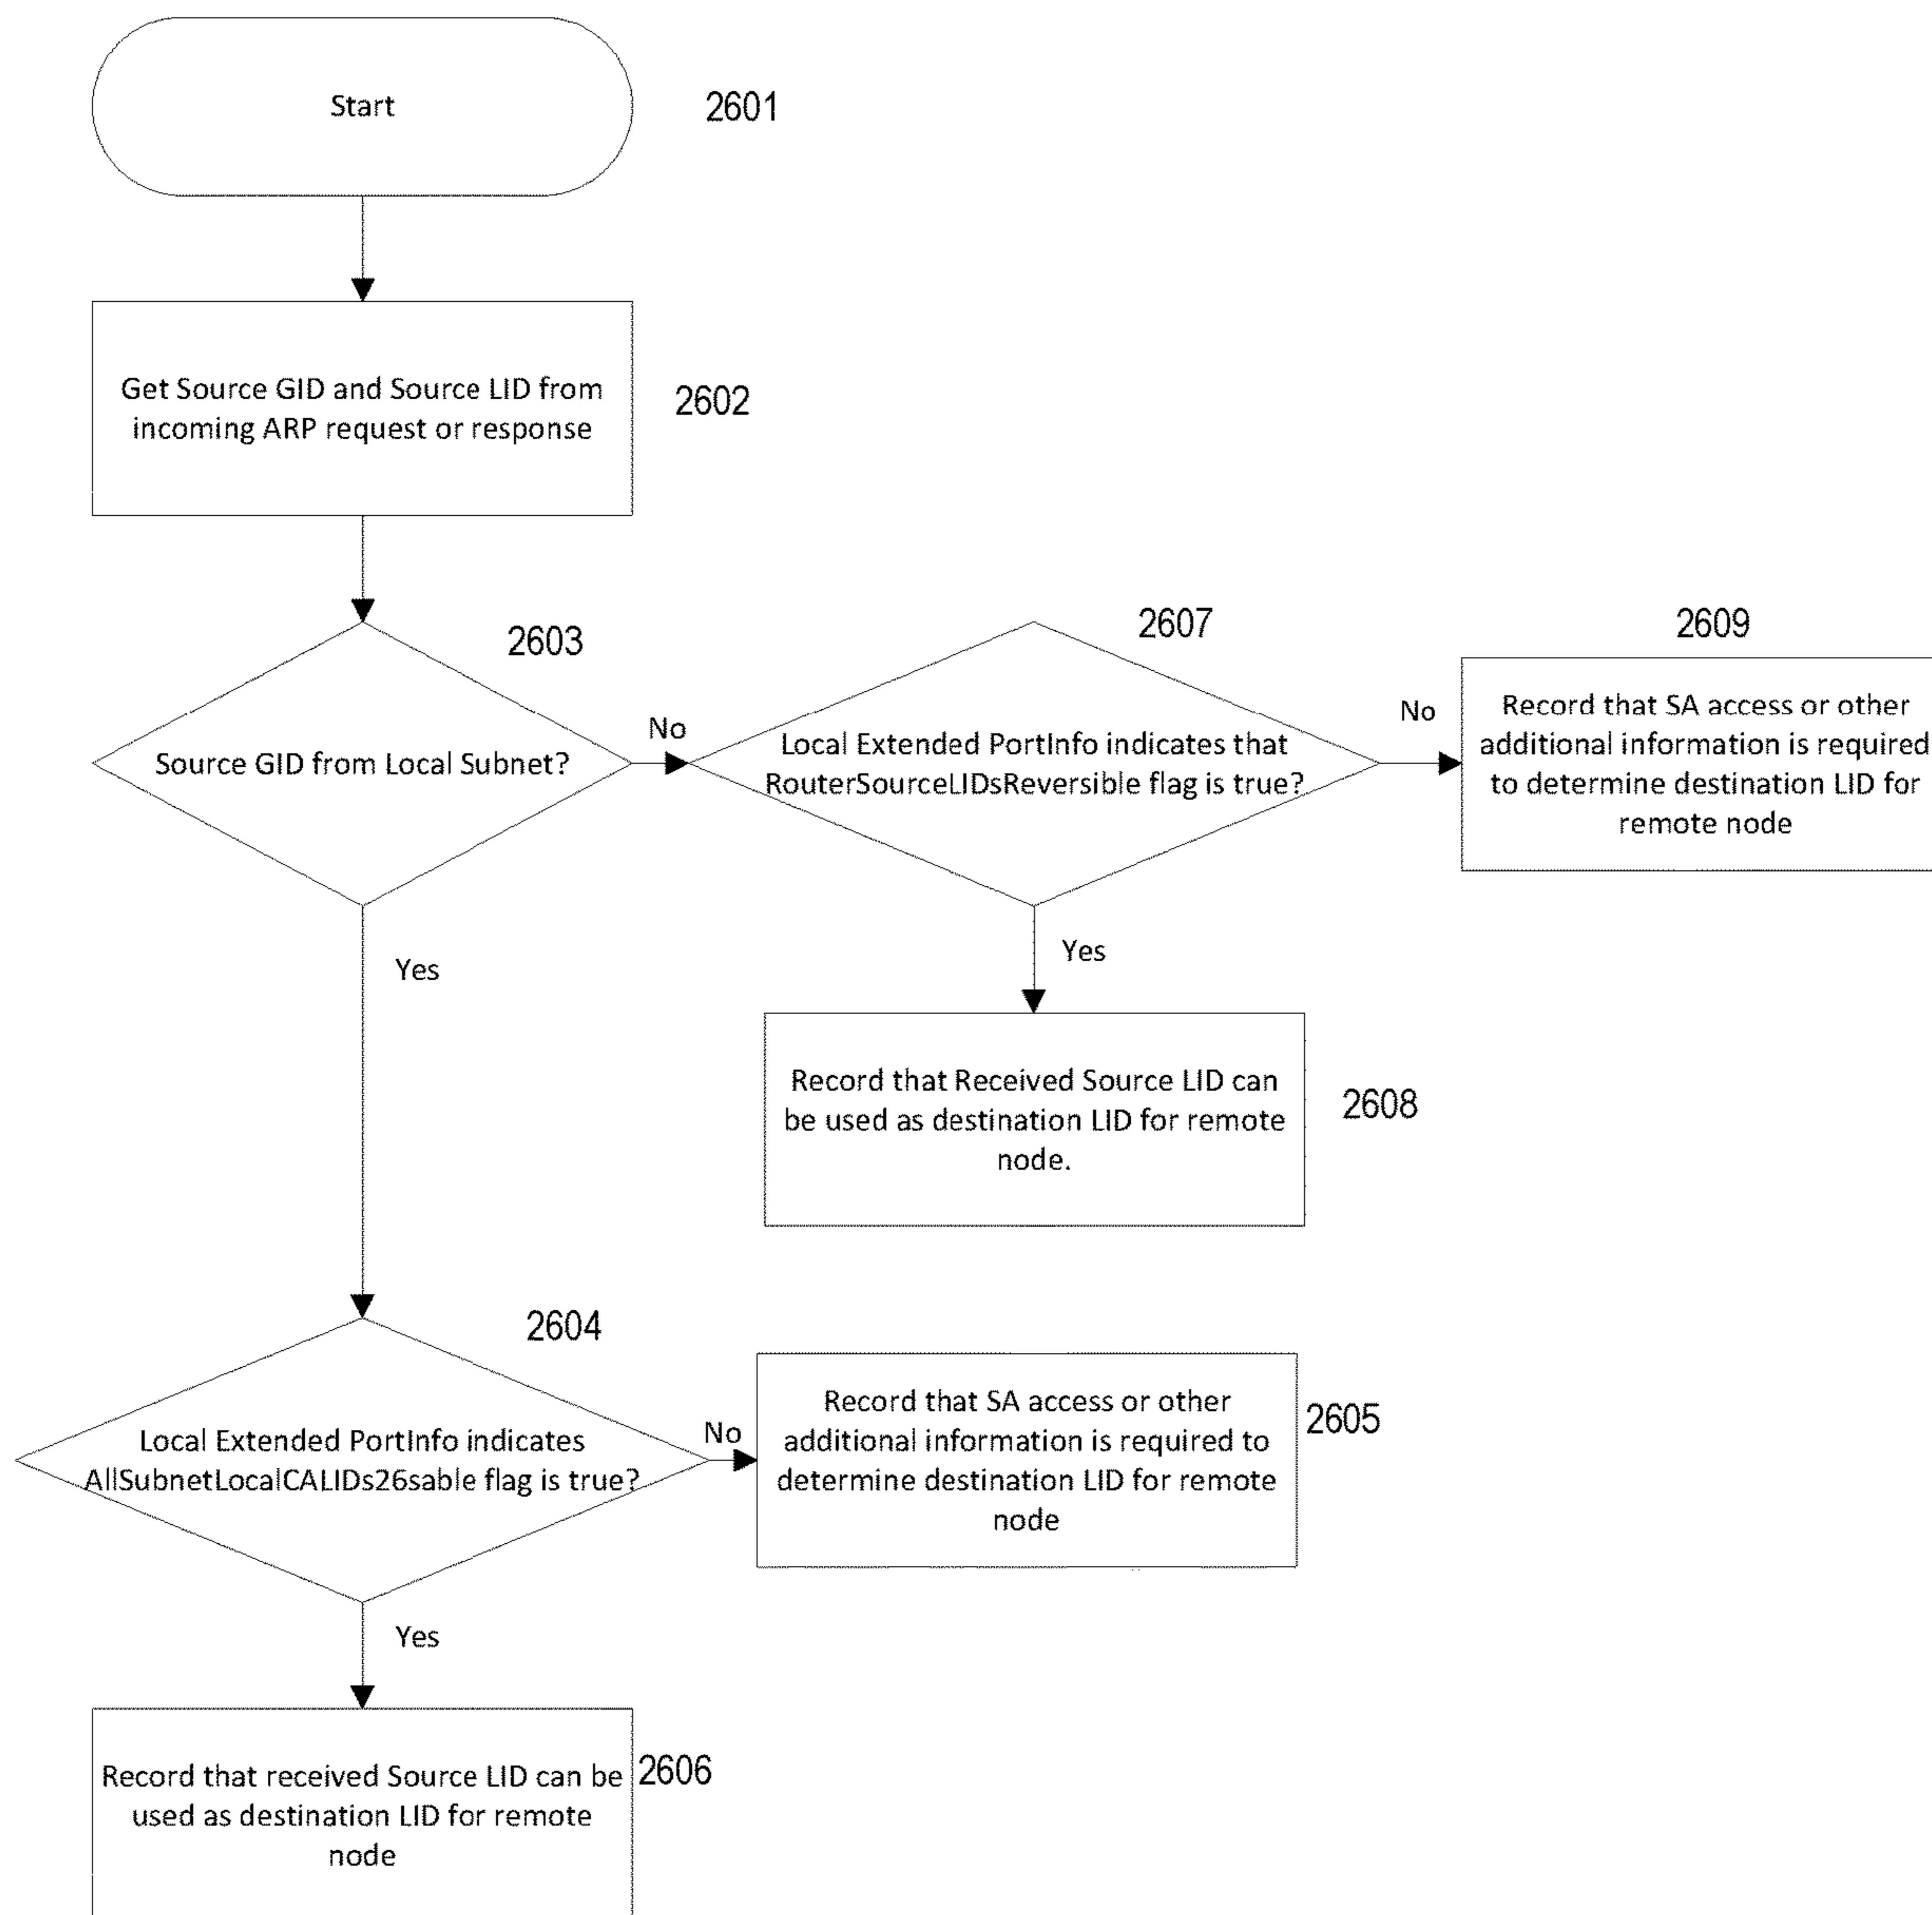 Start
2601
Get Source GID and Source LID from
incoming ARP request or response
2602
2603
Source GID from Local Subnet?
No
2607
Local Extended PortInfo indicates that
RouterSourceLIDsReversible flag is true?
No
2609
Record that SA access or other
additional information is required
to determine destination LID for
remote node
Yes
Yes
Record that Received Source LID can
be used as destination LID for remote
node.
2608
2604
Local Extended PortInfo indicates
AllSubnetLocalCALIDs26sable flag is true?
No
Record that SA access or other
additional information is required to
determine destination LID for remote
node
2605
Yes
Record that received Source LID can be
used as destination LID for remote
node
2606